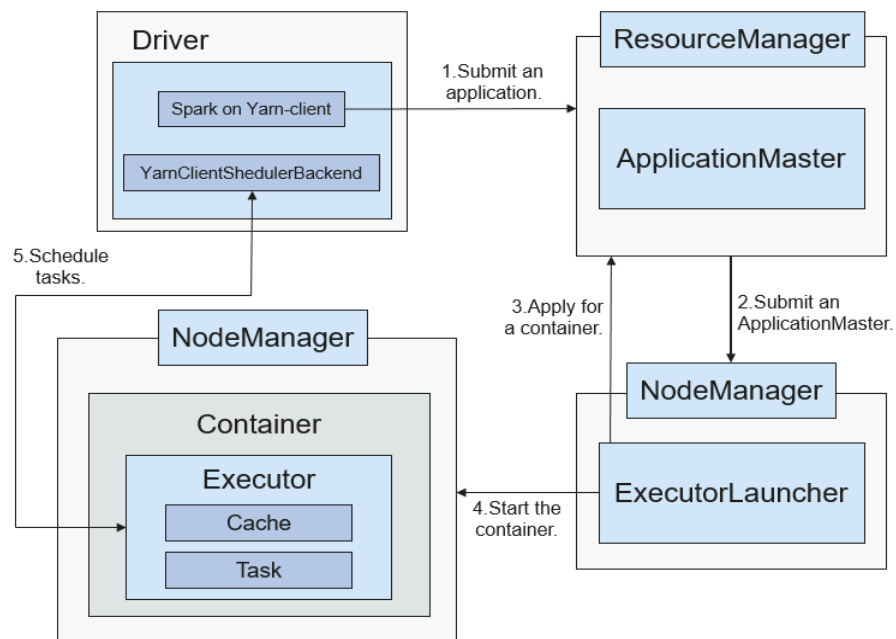 Driver
Spark on Yarn-client
YarnClientShedulerBackend
1.Submit an
application.
ResourceManager
ApplicationMaster
5.Schedule
tasks.
3.Apply for
a container.
2.Submit an
ApplicationMaster.
NodeManager
Container
Executor
Cache
Task
4.Start the
container.
NodeManager
ExecutorLauncher